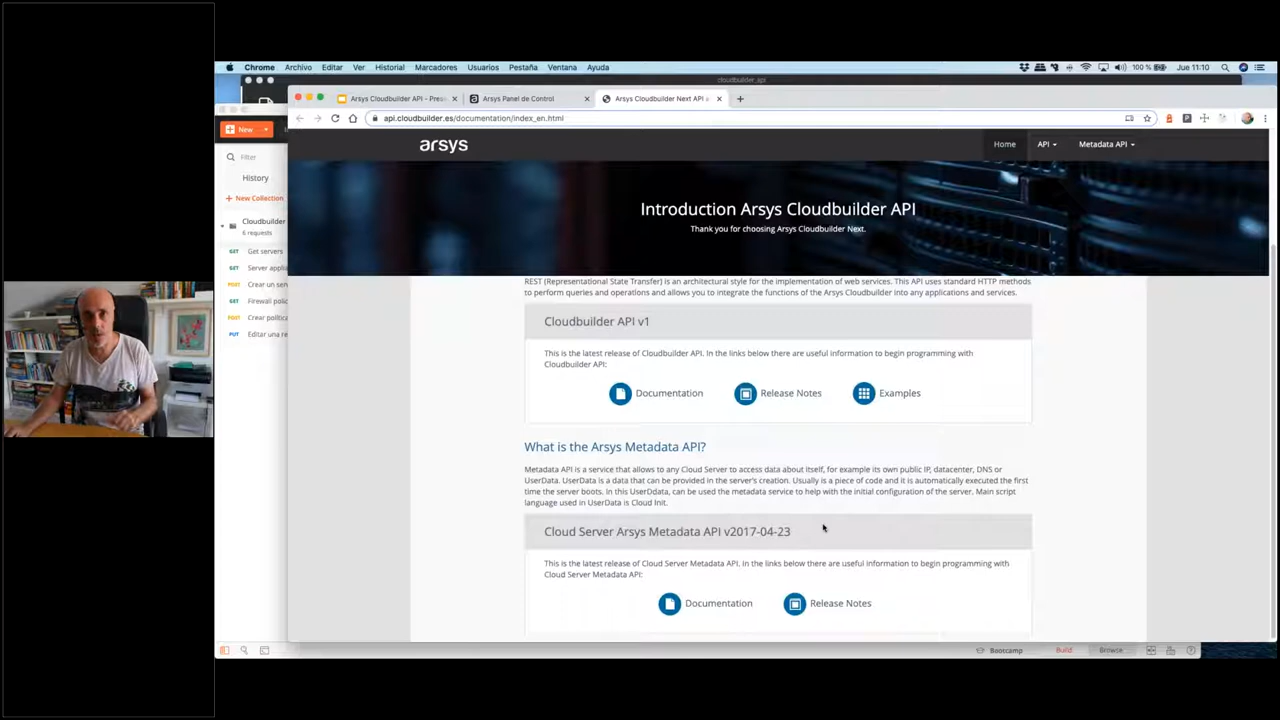 Chrome Archivo Editar Ver Historial Marcadores Usuarios Pestaña Ventana Ayuda
100 % Jue 11:10
cloudbuilder_api
Arsys Cloudbuilder API - Pres
Arsys Panel de Control
Arsys Cloudbuilder Next API
api.cloudbuilder.es/documentation/index_en.html
New
Filter
History
New Collection
Cloudbuilder
6 requests
GET Get servers
GET Server appli
POST Crear un ser
GET Firewall polic
POST Crear polític
PUT Editar una re
arsys
Home API Metadata API
Introduction Arsys Cloudbuilder API
Thank you for choosing Arsys Cloudbuilder Next.
REST (Representational State Transfer) is an architectural style for the implementation of web services. This API uses standard HTTP methods
to perform queries and operations and allows you to integrate the functions of the Arsys Cloudbuilder into any applications and services.
Cloudbuilder API v1
This is the latest release of Cloudbuilder API. In the links below there are useful information to begin programming with
Cloudbuilder API:
Documentation Release Notes Examples
What is the Arsys Metadata API?
Metadata API is a service that allows to any Cloud Server to access data about itself, for example its own public IP, datacenter, DNS or
UserData. UserData is a data that can be provided in the server's creation. Usually is a piece of code and it is automatically executed the first
time the server boots. In this UserDdata, can be used the metadata service to help with the initial configuration of the server. Main script
language used in UserData is Cloud Init.
Cloud Server Arsys Metadata API v2017-04-23
This is the latest release of Cloud Server Metadata API. In the links below there are useful information to begin programming with
Cloud Server Metadata API:
Documentation Release Notes
Bootcamp Build Browse